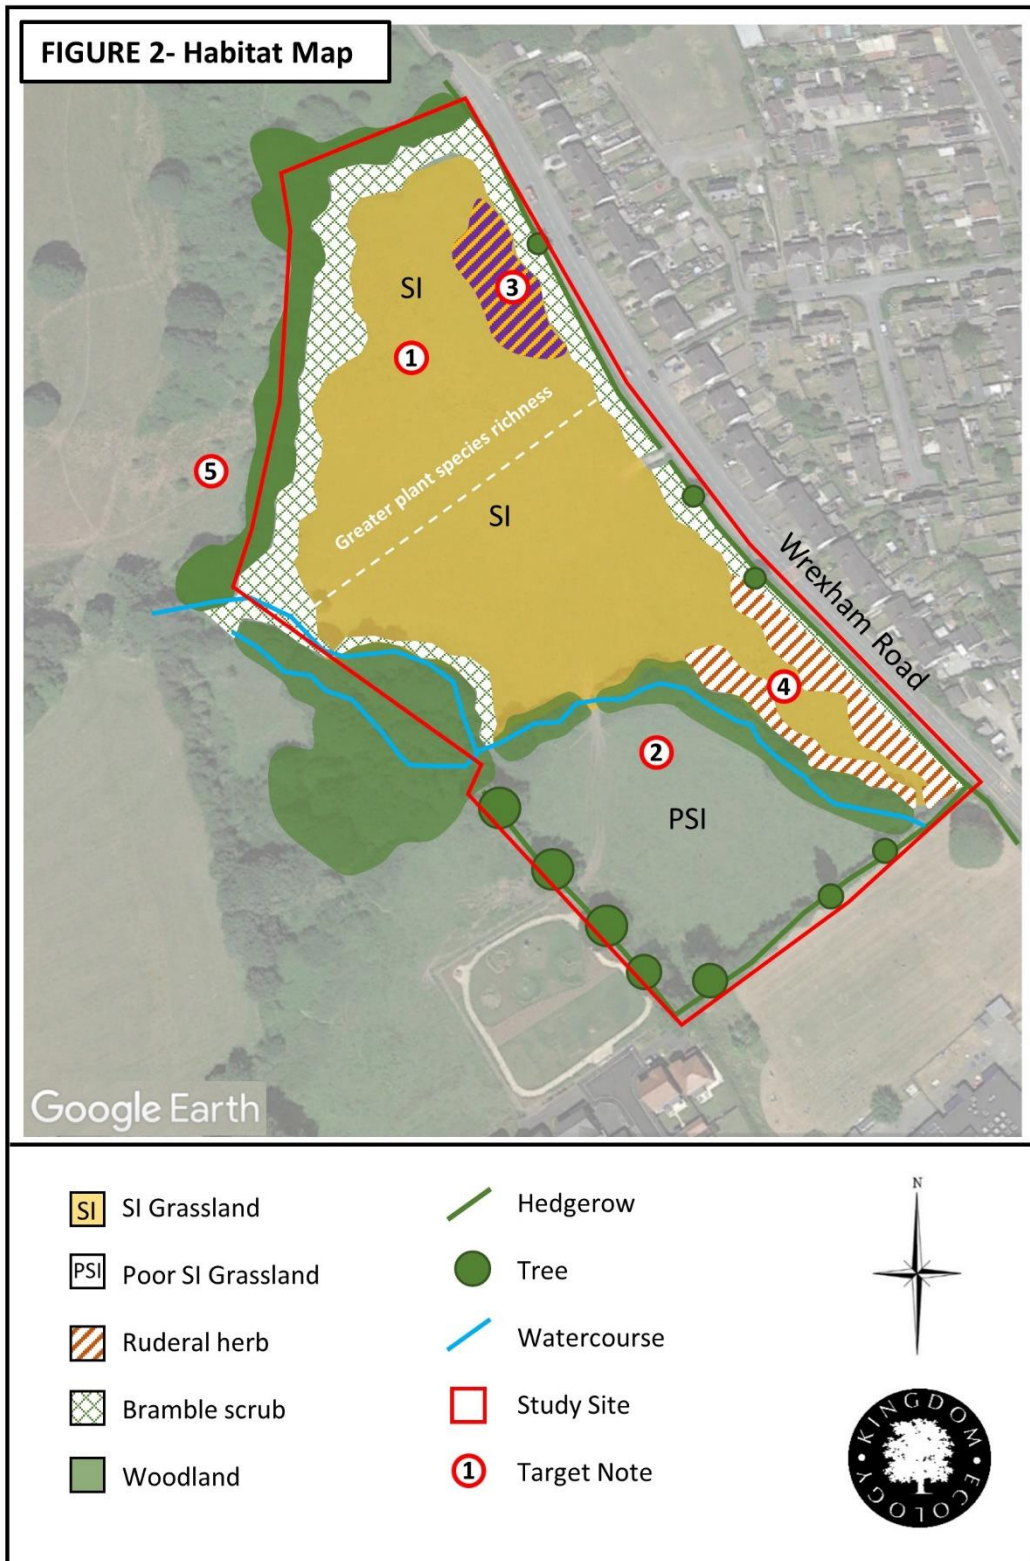 FIGURE 2- Habitat Map
SI
3
1
Greater plant species richness
5
SI
Wrexham Road
4
2
PSI
Google Earth
SI SI Grassland
PSI Poor SI Grassland
Ruderal herb
Bramble scrub
Woodland
Hedgerow
Tree
Watercourse
Study Site
1 Target Note
N
KINGDOM ECOLOGY